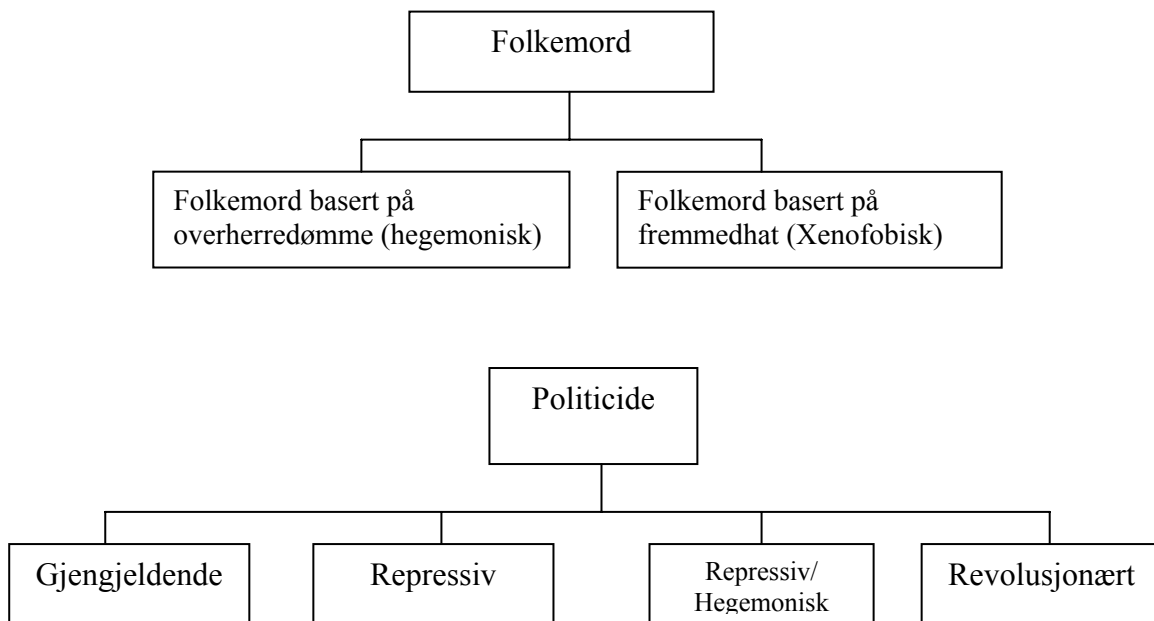 Folkemord
Folkemord basert på
overherredømme (hegemonisk)
Folkemord basert på
fremmedhat (Xenofobisk)
Politicide
Gjengjeldende
Repressiv
Repressiv/
Hegemonisk
Revolusjonært